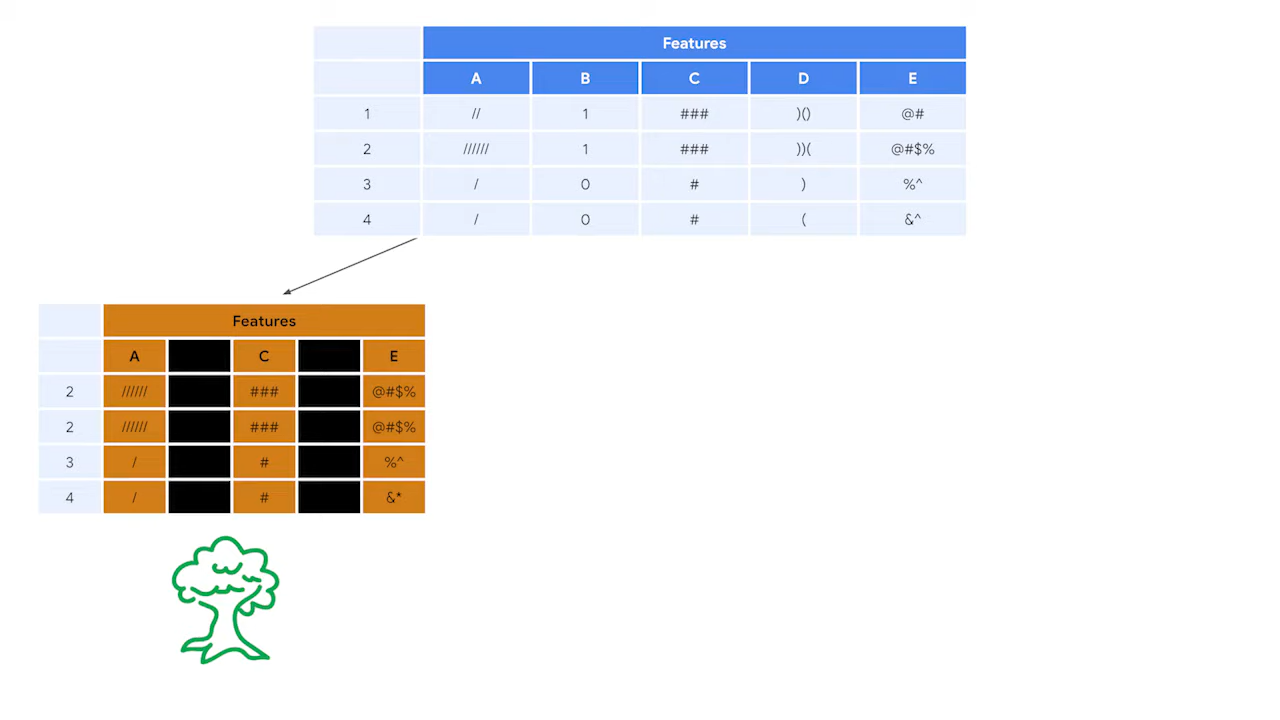 Features
A B C D E
1 // 1 ### )() @#
2 ////// 1 ### ))( @#$%
3 / 0 # ) %^
4 / 0 # ( &^
Features
A C E
2 ////// ### @#$%
2 ////// ### @#$%
3 / # %^
4 / # &*